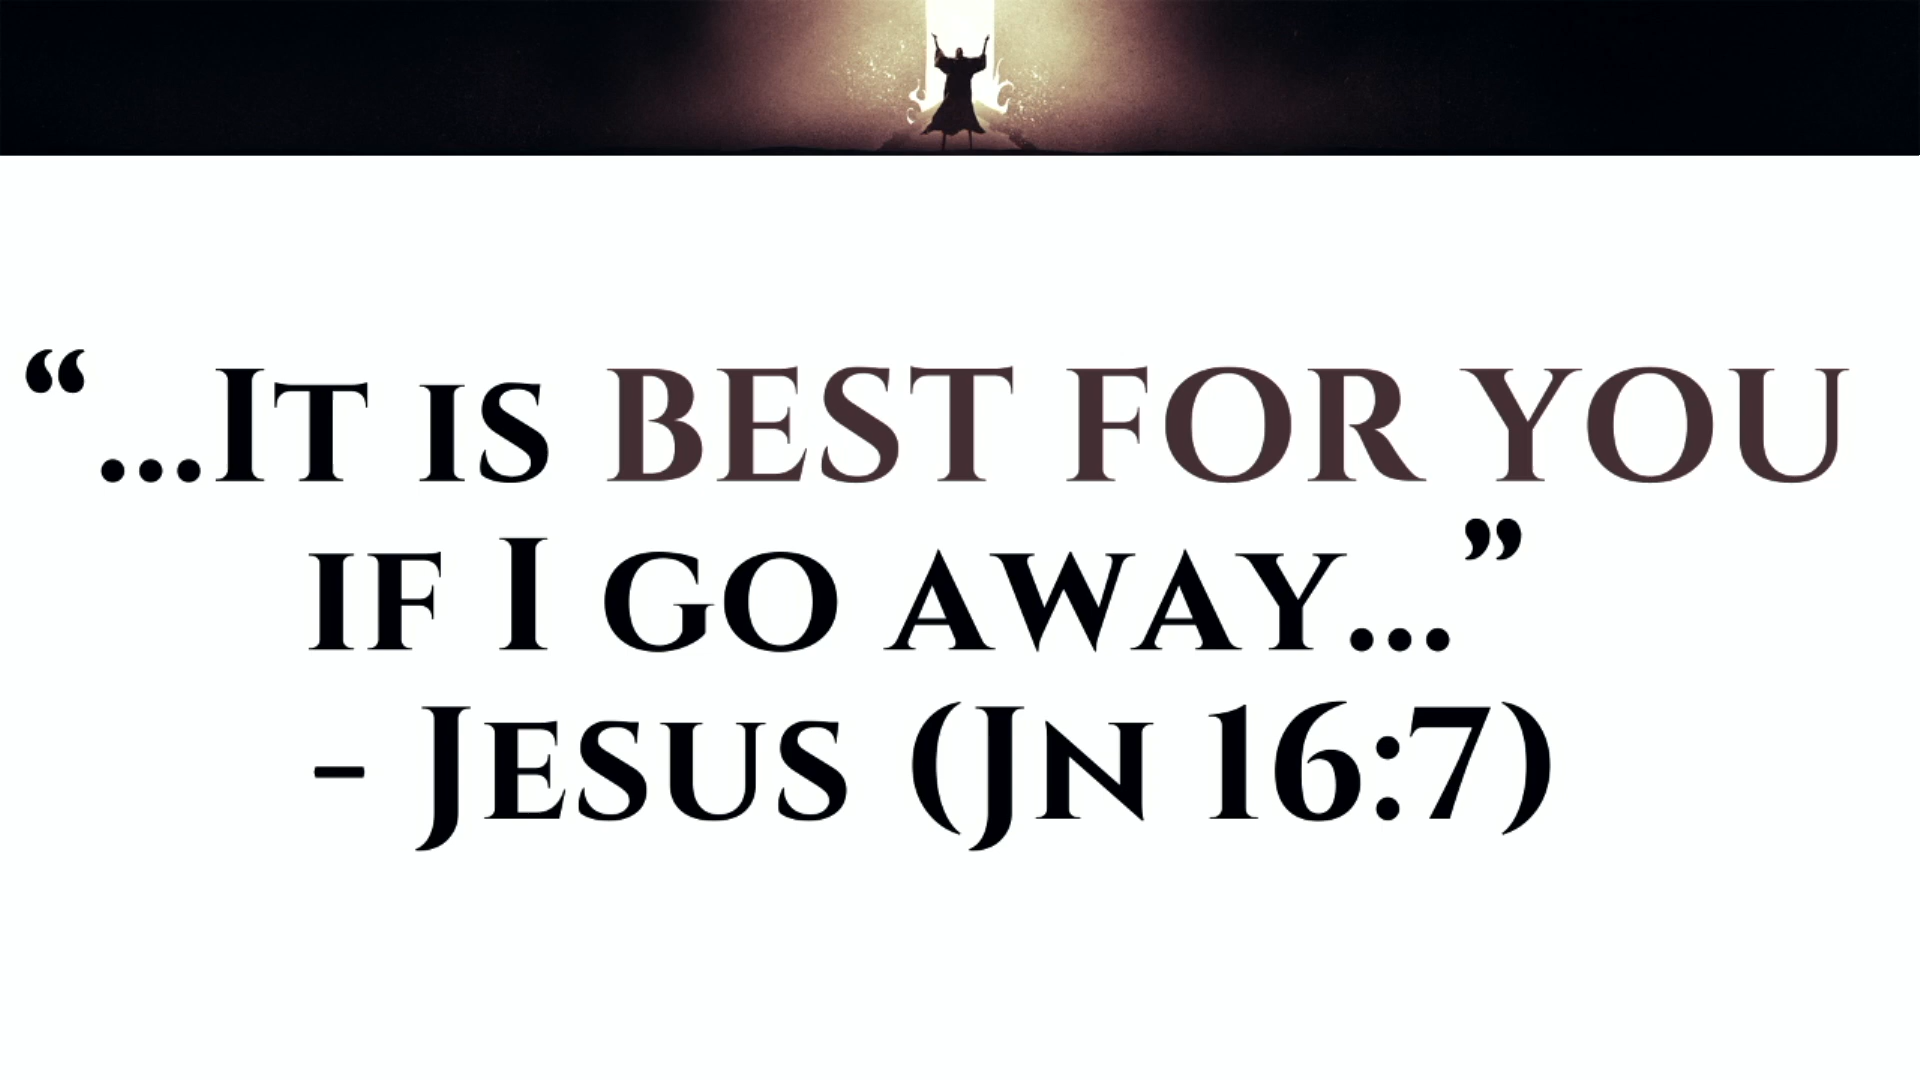 “...It is BEST FOR YOU
if I go away...”
- Jesus (Jn 16:7)